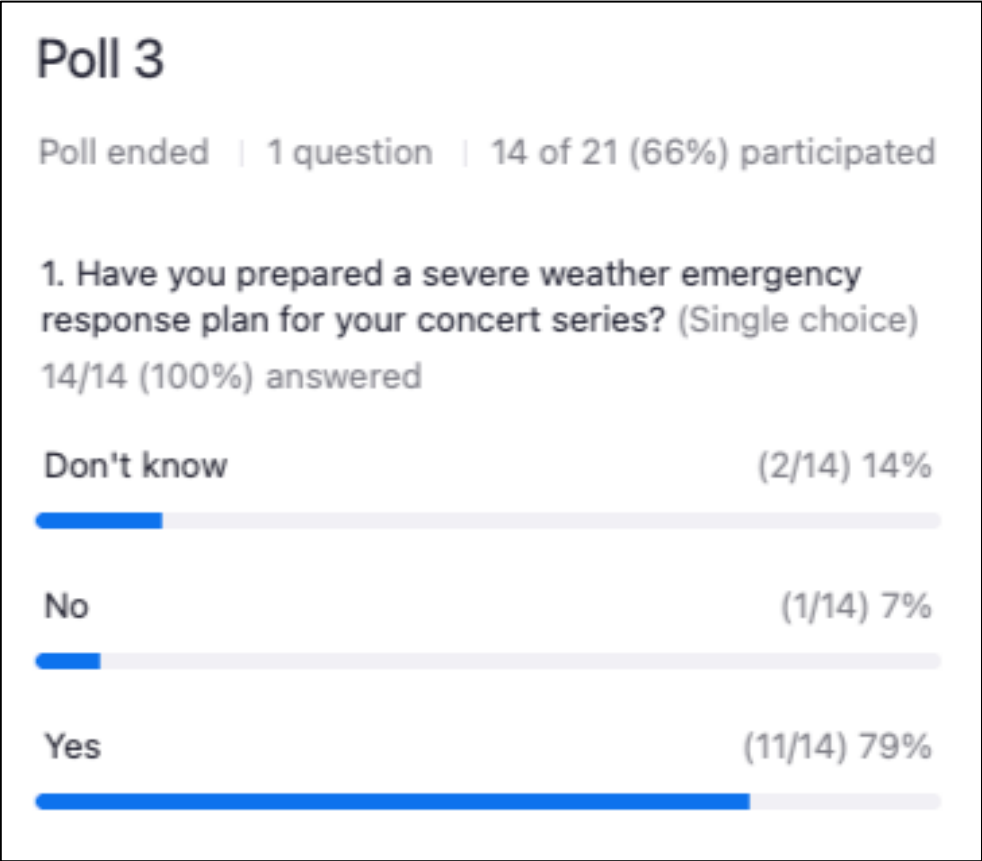 Poll 3
Poll ended | 1 question | 14 of 21 (66%) participated
1. Have you prepared a severe weather emergency
response plan for your concert series? (Single choice)
14/14 (100%) answered
Don't know (2/14) 14%
No (1/14) 7%
Yes (11/14) 79%